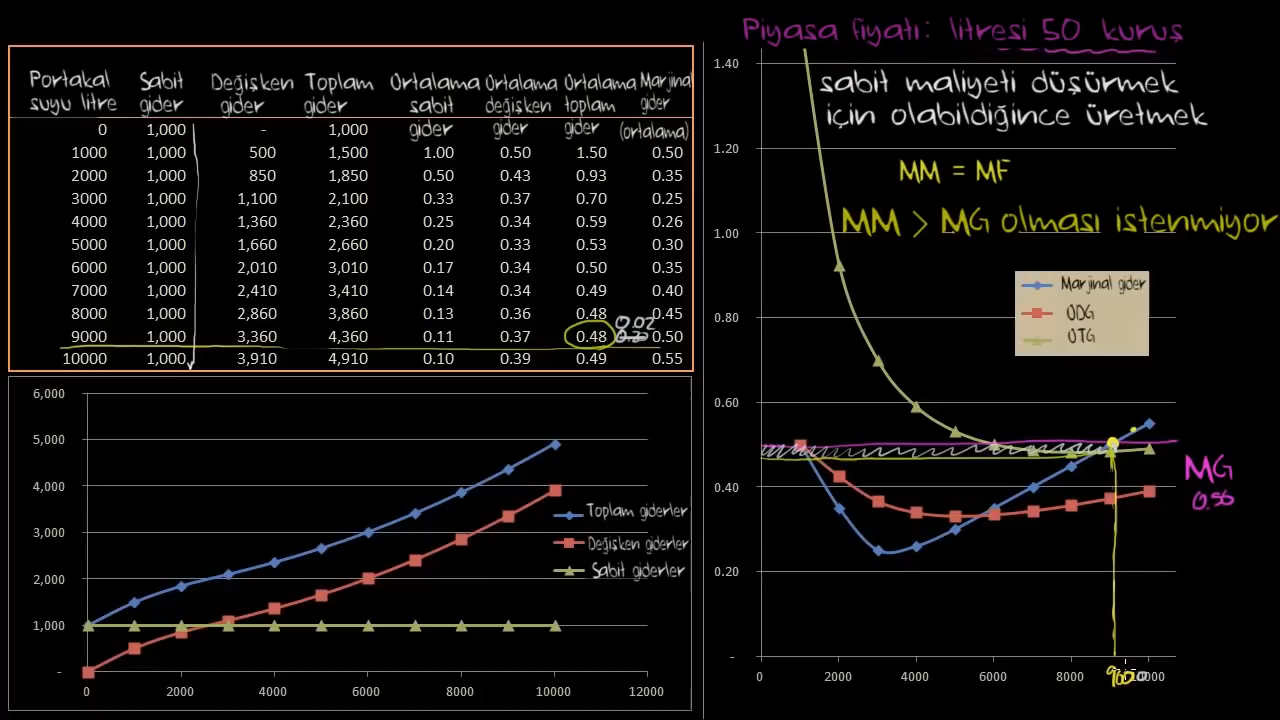 Piyasa fiyatı: litresi 50 kuruş
sabit maliyeti düşürmek
için olabildiğince üretmek
MM = MF
MM > MG olması istenmiyor
Portakal suyu litre Sabit gider Değişken gider Toplam gider Ortalama sabit gider Ortalama değişken gider Ortalama toplam gider Marjinal gider (ortalama)
0 1,000 - 1,000
1000 1,000 500 1,500 1.00 0.50 1.50 0.50
2000 1,000 850 1,850 0.50 0.43 0.93 0.35
3000 1,000 1,100 2,100 0.33 0.37 0.70 0.25
4000 1,000 1,360 2,360 0.25 0.34 0.59 0.26
5000 1,000 1,660 2,660 0.20 0.33 0.53 0.30
6000 1,000 2,010 3,010 0.17 0.34 0.50 0.35
7000 1,000 2,410 3,410 0.14 0.34 0.49 0.40
8000 1,000 2,860 3,860 0.13 0.36 0.48 0.45
0.02
9000 1,000 3,360 4,360 0.11 0.37 0.48 0.50
10000 1,000 3,910 4,910 0.10 0.39 0.49 0.55
6,000
5,000
4,000
3,000
2,000
1,000
-
0 2000 4000 6000 8000 10000 12000
Toplam giderler
Değişken giderler
Sabit giderler
1.40
1.20
1.00
0.80
0.60
0.40
0.20
-
0 2000 4000 6000 8000 9000 10000
Marjinal gider
ODG
OTG
MG